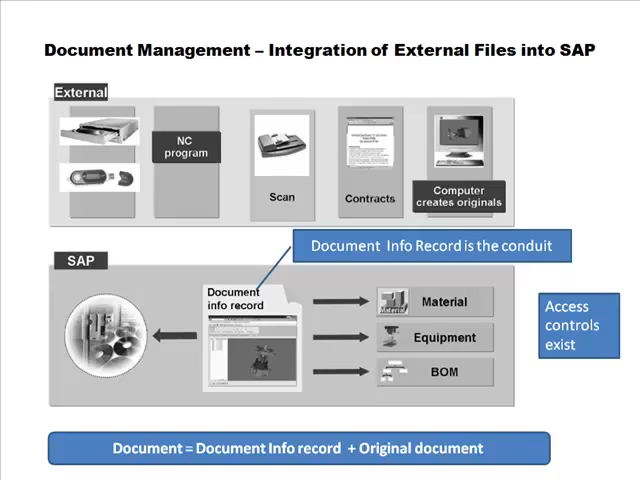 Document Management – Integration of External Files into SAP
External
NC
program
Scan
Contracts
Computer
creates originals
Document Info Record is the conduit
SAP
Document
info record
Material
Material
Equipment
BOM
Access
controls
exist
Document = Document Info record + Original document